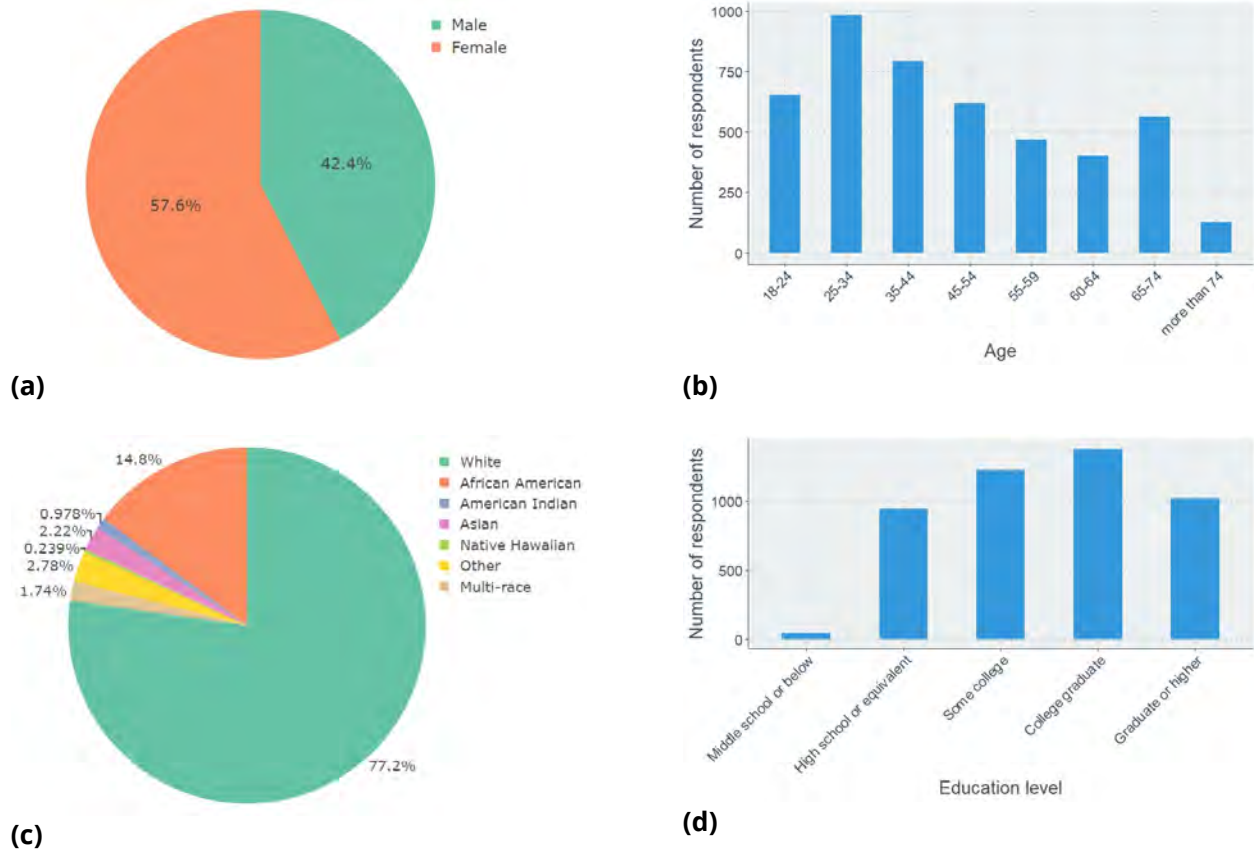 Male
Female
42.4%
57.6%
(a)
Number of respondents
1000
750
500
250
0
18-24
25-34
35-44
45-54
55-59
60-64
65-74
more than 74
Age
(b)
14.8%
0.978%
2.22%
0.239%
2.78%
1.74%
77.2%
White
African American
American Indian
Asian
Native Hawaiian
Other
Multi-race
(c)
Number of respondents
1000
500
0
Middle school or below
High school or equivalent
Some college
College graduate
Graduate or higher
Education level
(d)